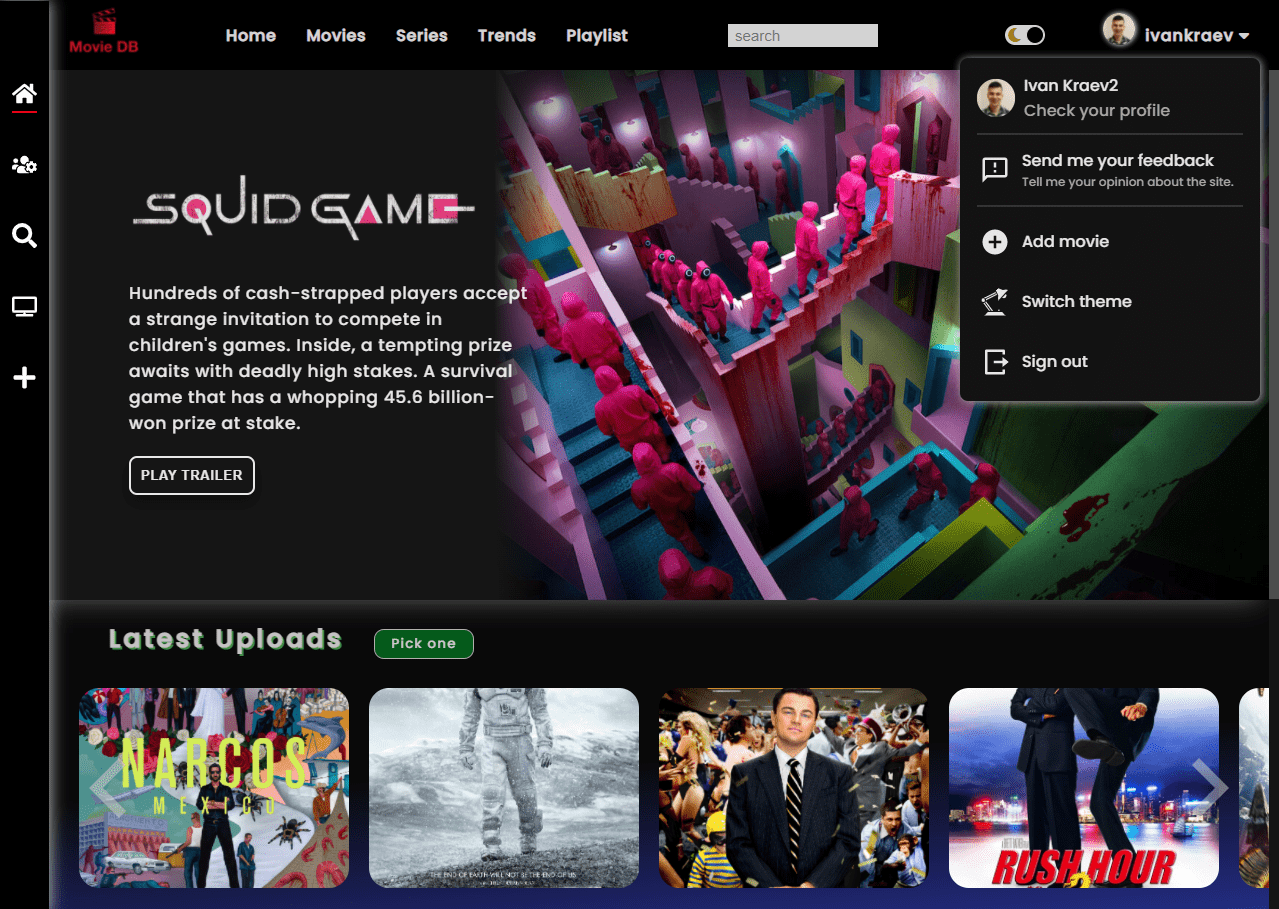 Movie DB
Home
Movies
Series
Trends
Playlist
search
ivankraev
Ivan Kraev2
Check your profile
Send me your feedback
Tell me your opinion about the site.
Add movie
Switch theme
Sign out
SQUID GAME
Hundreds of cash-strapped players accept
a strange invitation to compete in
children's games. Inside, a tempting prize
awaits with deadly high stakes. A survival
game that has a whopping 45.6 billion-
won prize at stake.
PLAY TRAILER
Latest Uploads
Pick one
NARCOS
MEXICO
THE END OF EARTH WILL NOT BE THE END OF US
RUSH HOUR